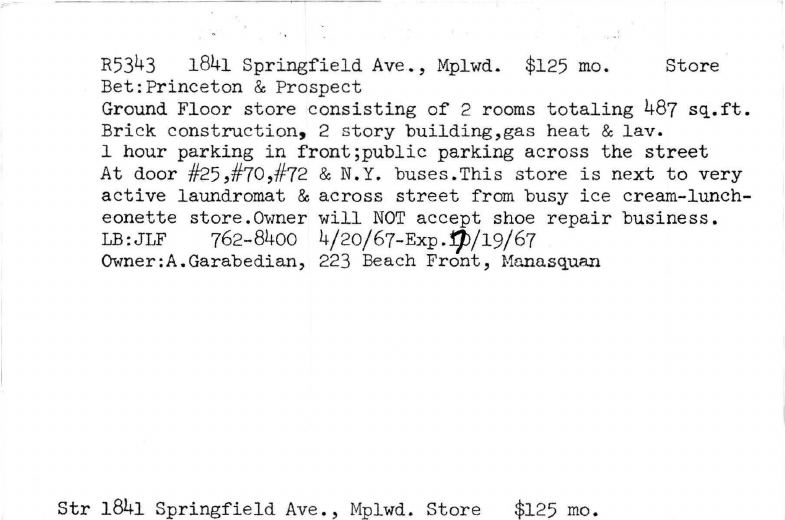 R5343 1841 Springfield Ave., Mplwd. $125 mo. Store
Bet:Princeton & Prospect
Ground Floor store consisting of 2 rooms totaling 487 sq.ft.
Brick construction, 2 story building,gas heat & lav.
1 hour parking in front;public parking across the street
At door #25,#70,#72 & N.Y. buses.This store is next to very
active laundromat & across street from busy ice cream-lunch-
eonette store.Owner will NOT accept shoe repair business.
LB:JLF 762-8400 4/20/67-Exp. /19/67
Owner:A.Garabedian, 223 Beach Front, Manasquan
Str 1841 Springfield Ave., Mplwd. Store $125 mo.